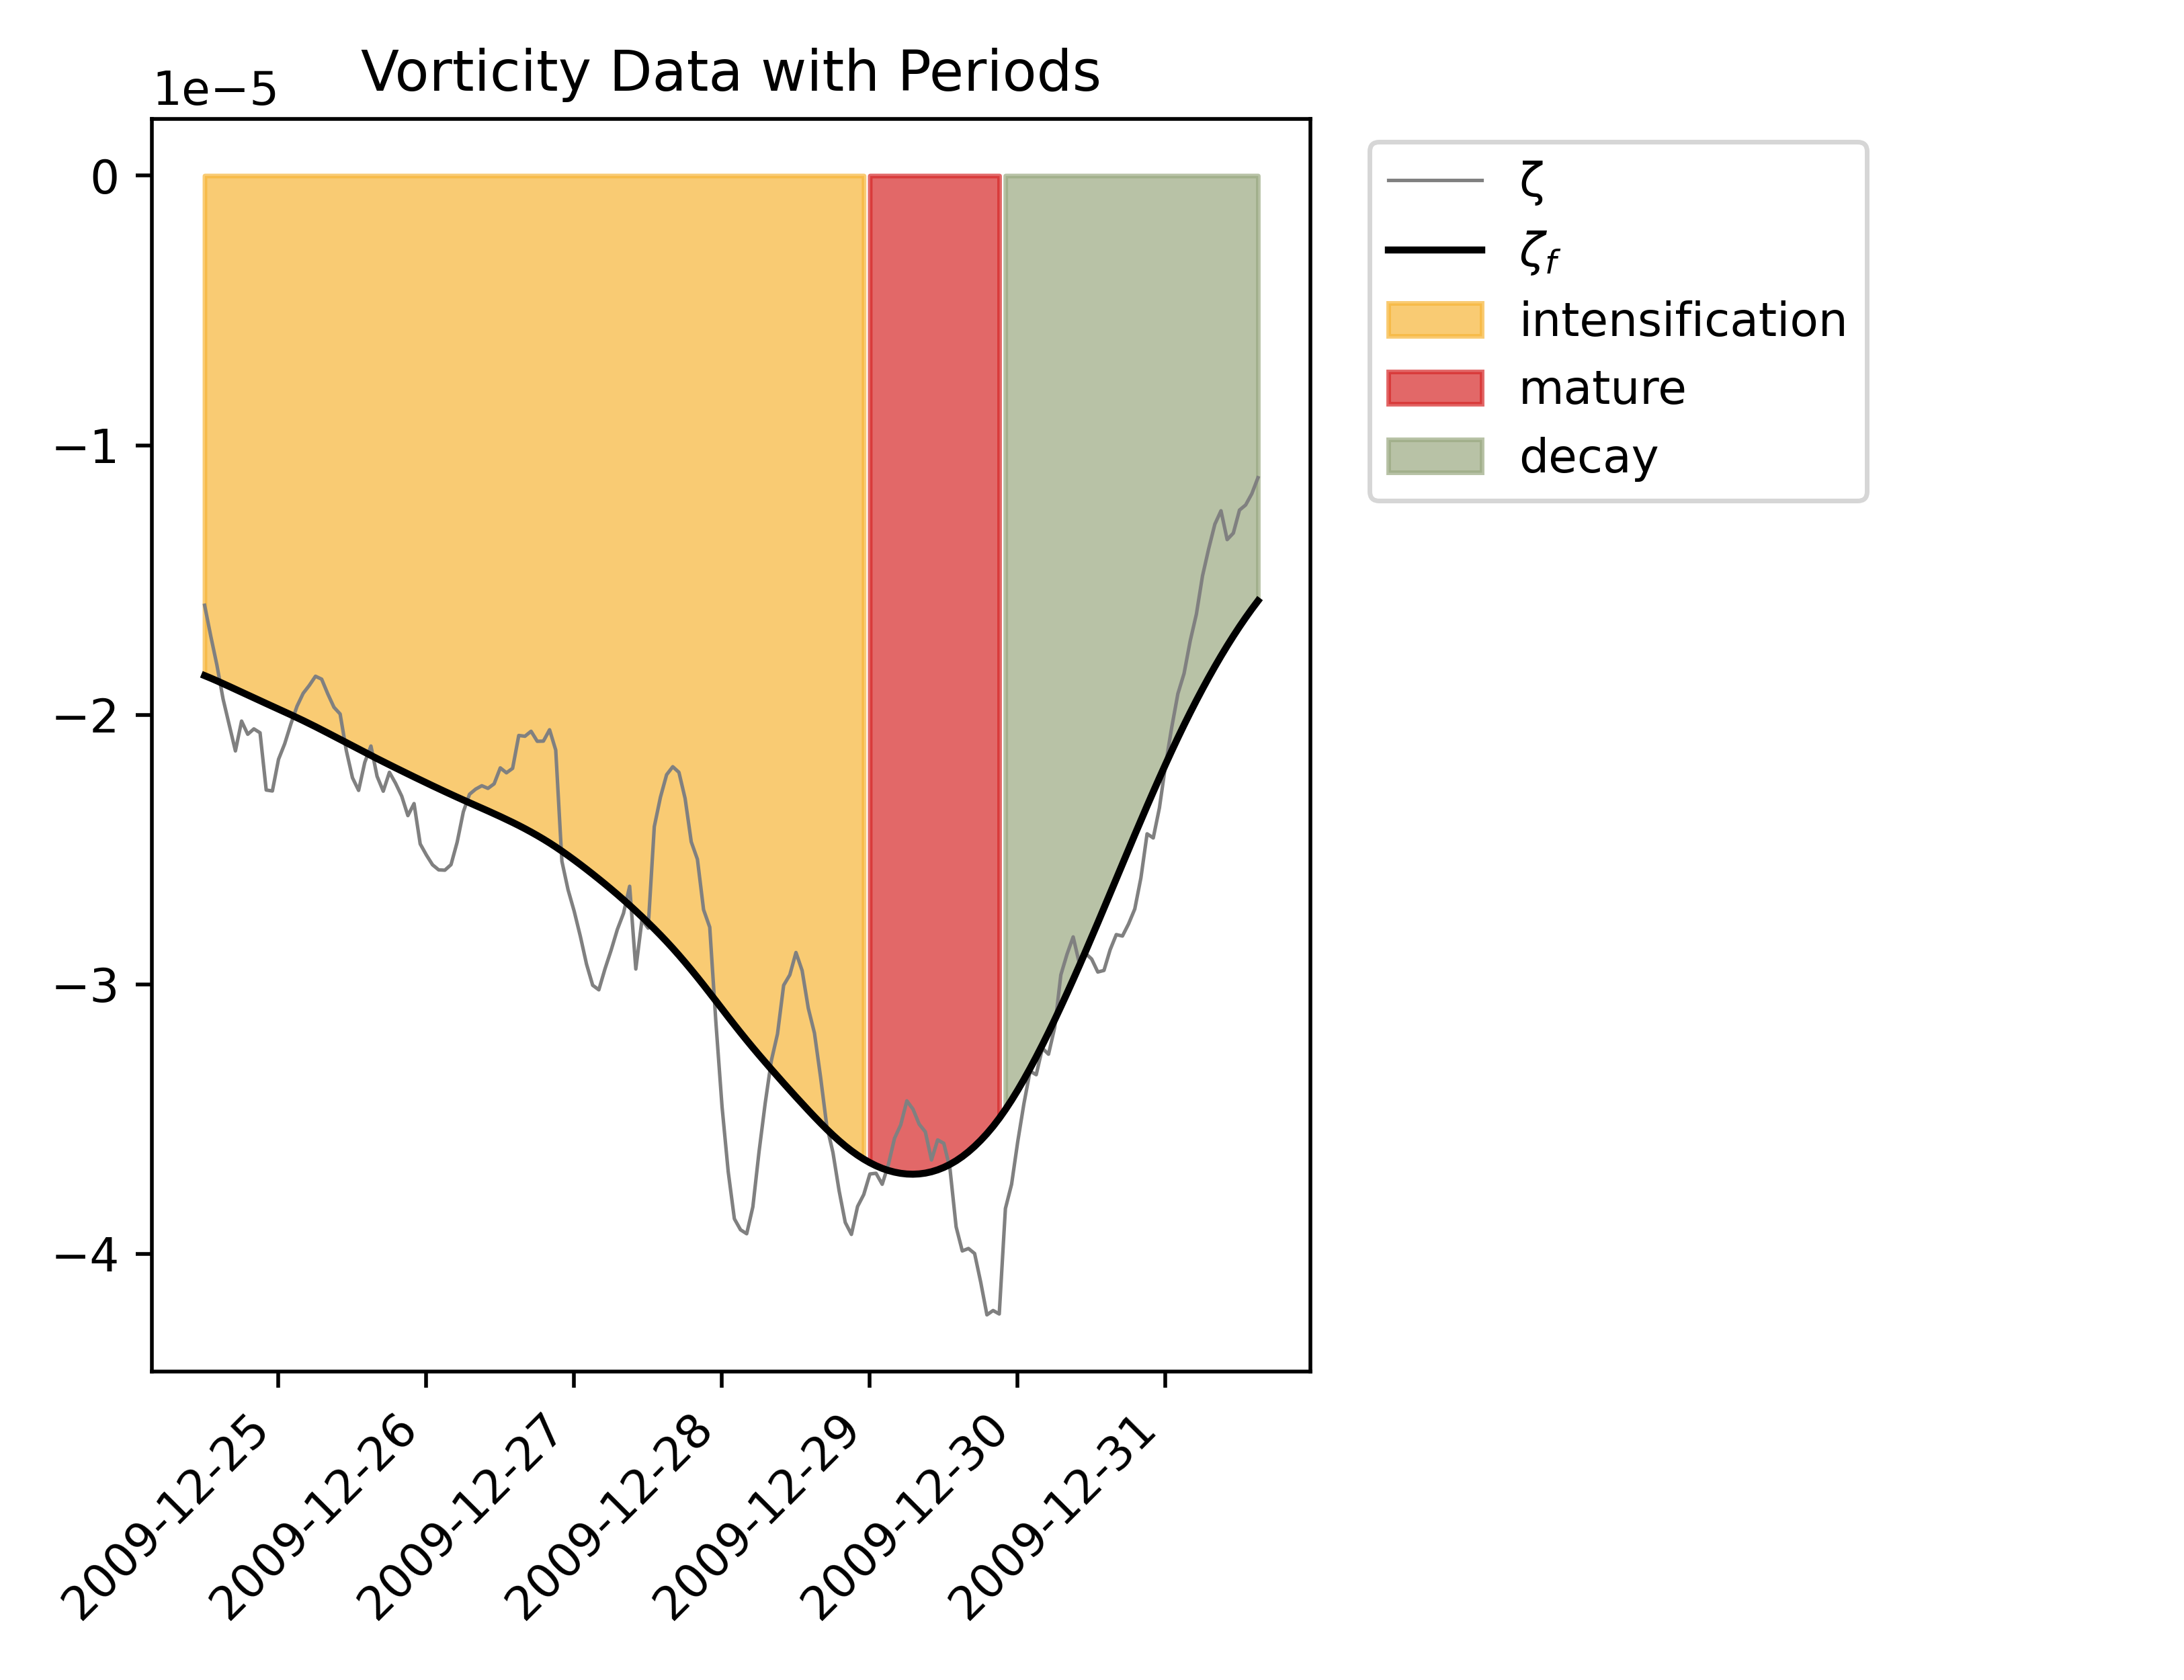 Vorticity Data with Periods
1e−5
0
−1
−2
−3
−4
2009-12-25
2009-12-26
2009-12-27
2009-12-28
2009-12-29
2009-12-30
2009-12-31
ζ
ζf
intensification
mature
decay